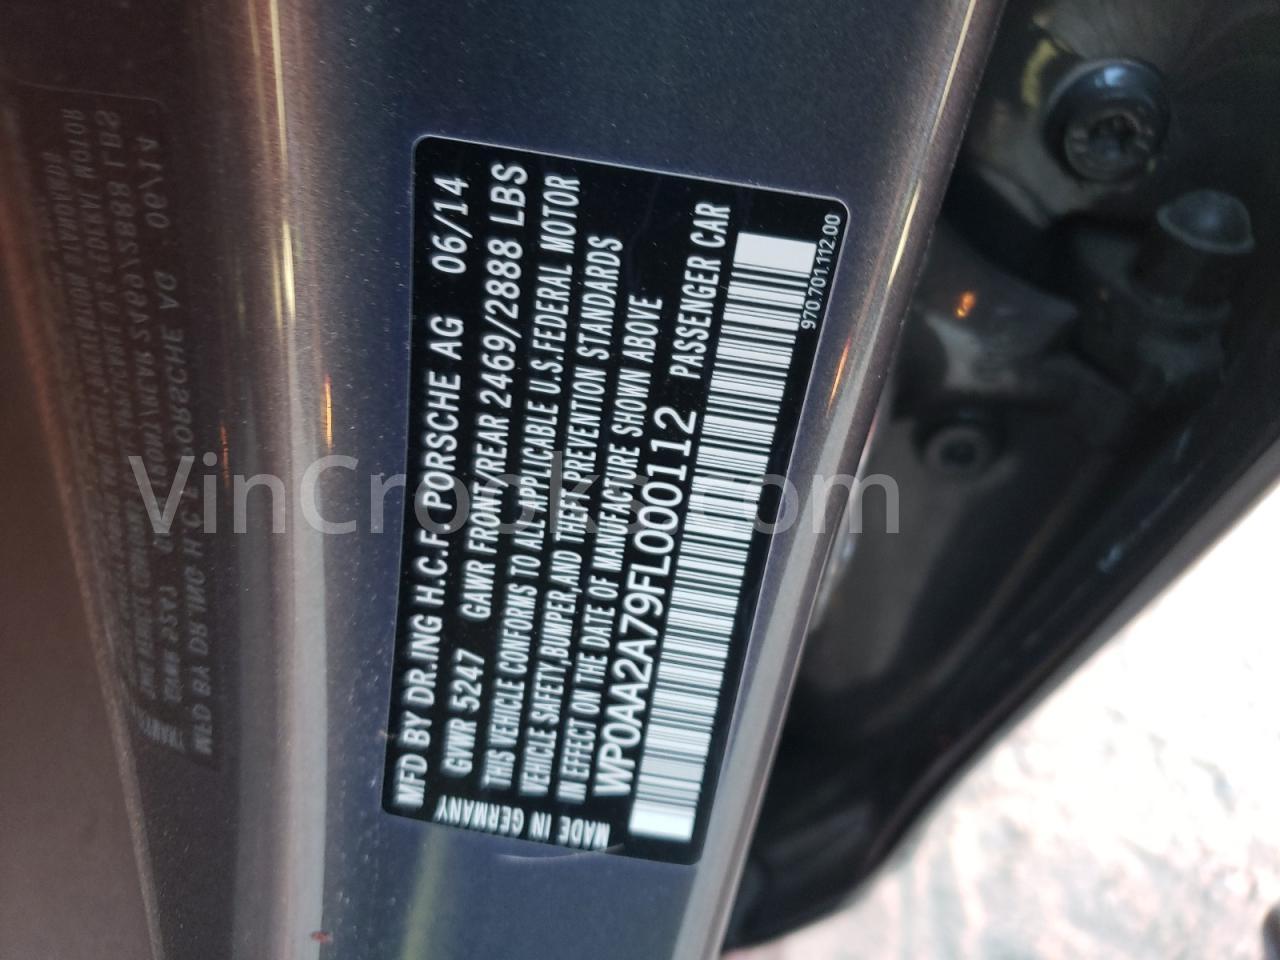 MFD BY DR.ING H.C.F.PORSCHE AG 06/14
GVWR 5247 GAWR FRONT/REAR 2469/2888 LBS
THIS VEHICLE CONFORMS TO ALL APPLICABLE U.S.FEDERAL MOTOR
VEHICLE SAFETY,BUMPER,AND THEFT PREVENTION STANDARDS
IN EFFECT ON THE DATE OF MANUFACTURE SHOWN ABOVE
WP0AA2A79FL000112 PASSENGER CAR
MADE IN GERMANY
970.701.112.00
VinCrooks.com